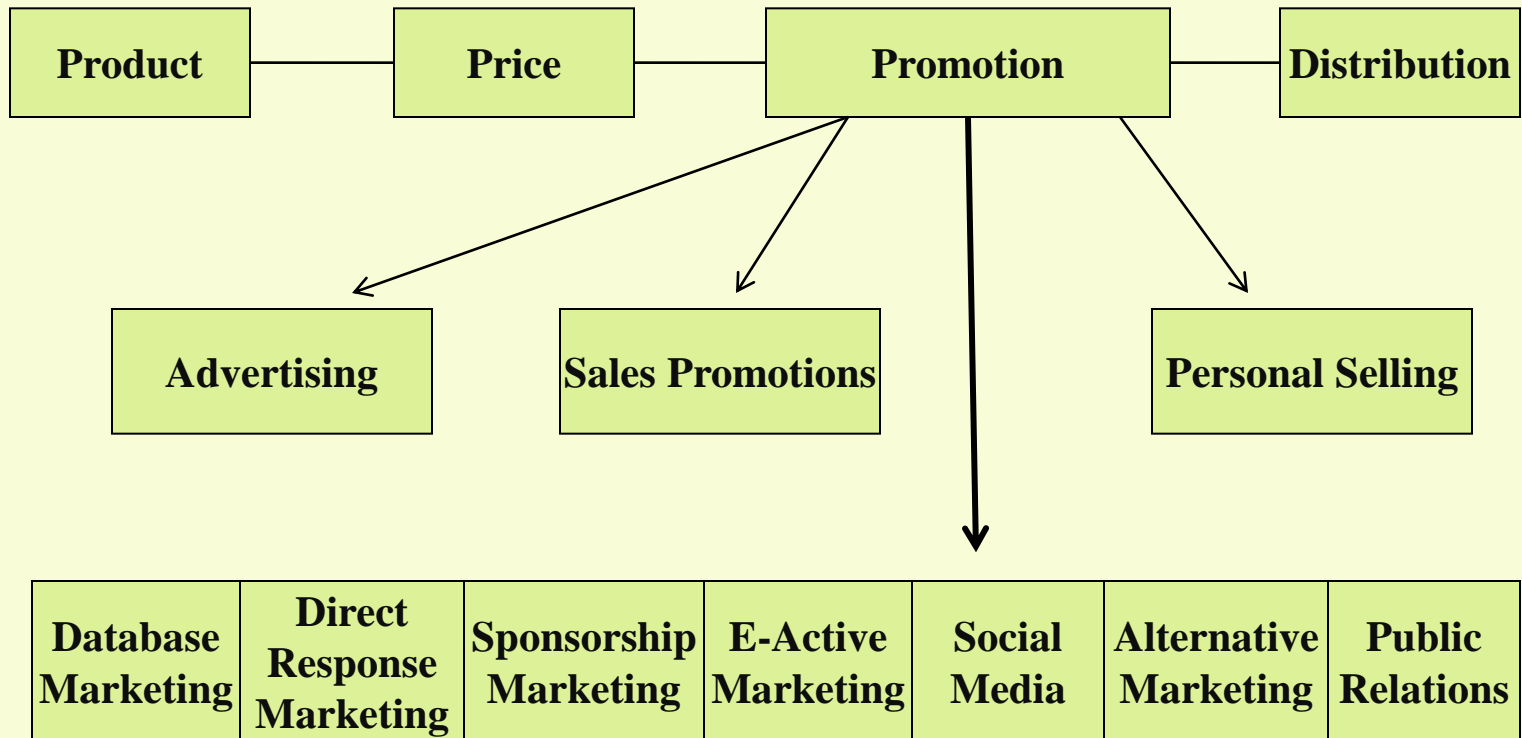 Product
Price
Promotion
Distribution
Advertising
Sales Promotions
Personal Selling
Database
Marketing
Direct
Response
Marketing
Sponsorship
Marketing
E-Active
Marketing
Social
Media
Alternative
Marketing
Public
Relations